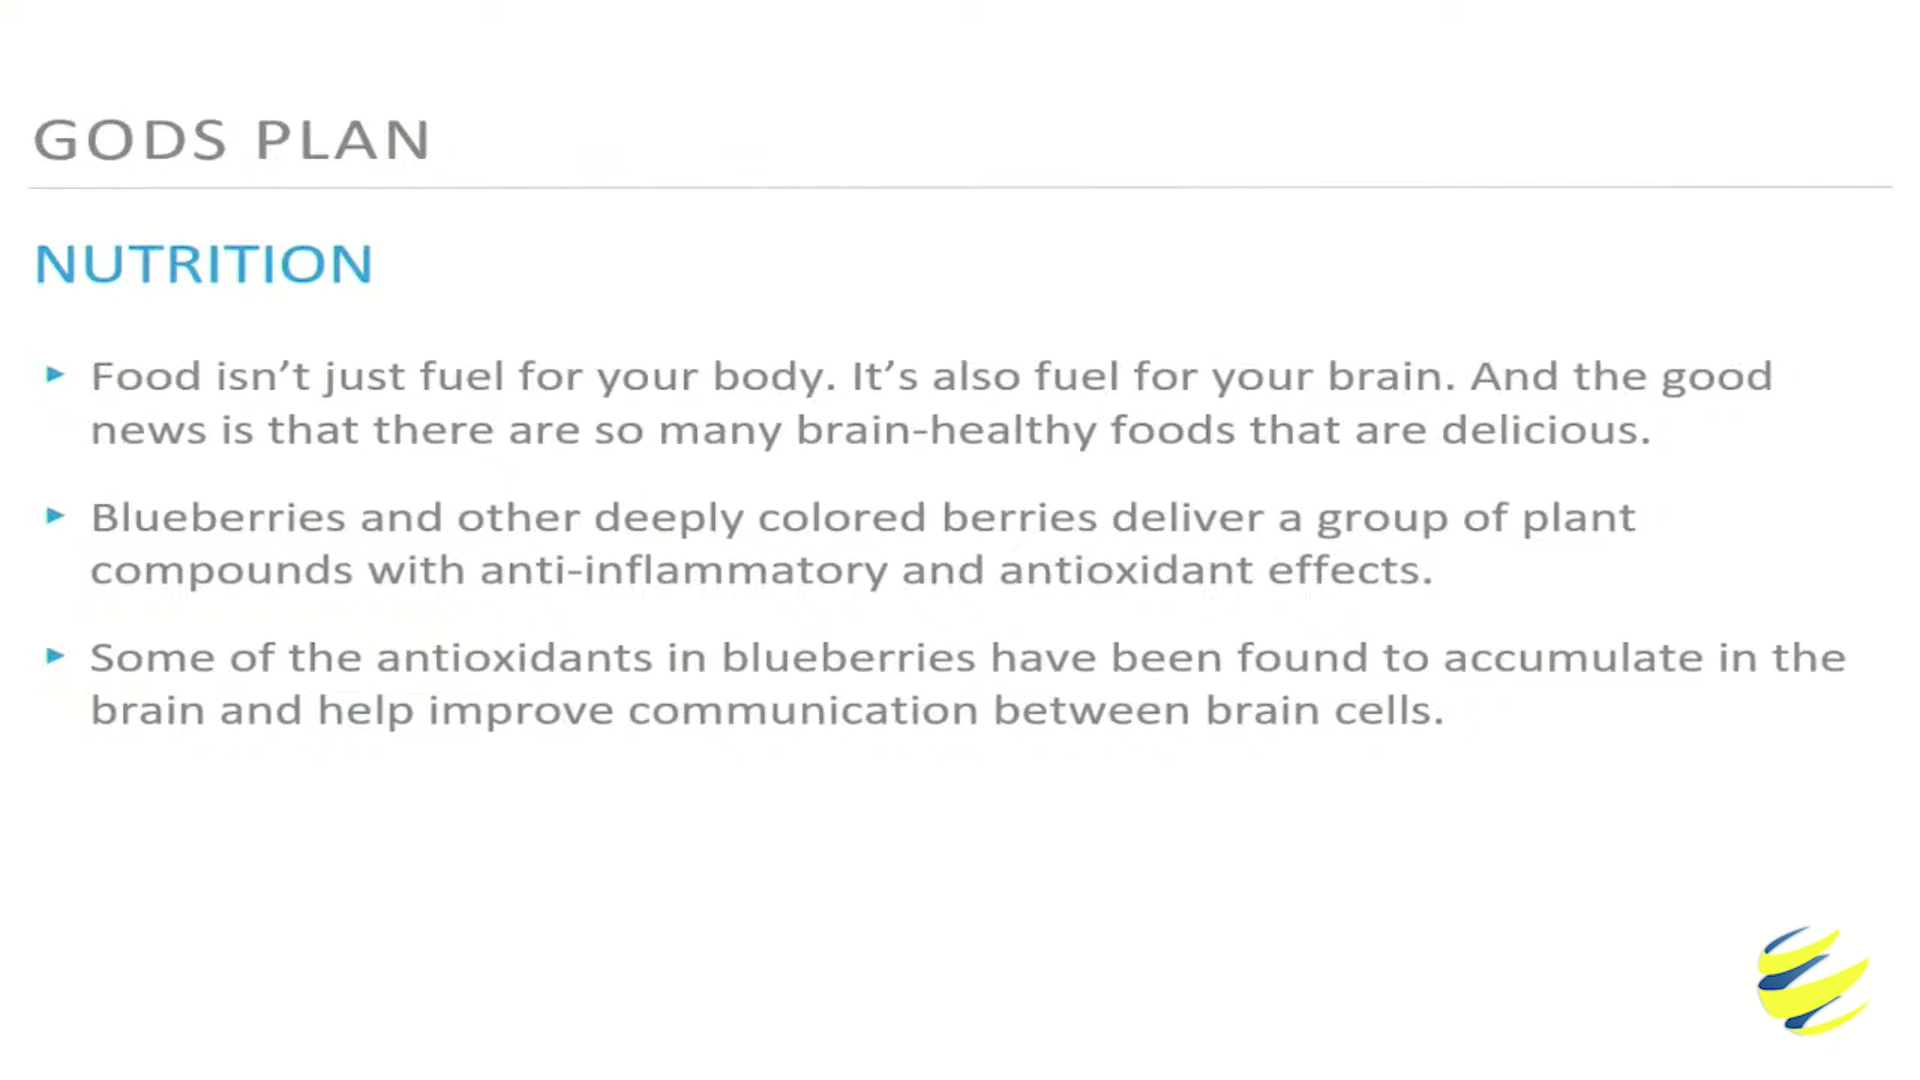 GODS PLAN
NUTRITION
Food isn’t just fuel for your body. It’s also fuel for your brain. And the good
news is that there are so many brain-healthy foods that are delicious.
Blueberries and other deeply colored berries deliver a group of plant
compounds with anti-inflammatory and antioxidant effects.
Some of the antioxidants in blueberries have been found to accumulate in the
brain and help improve communication between brain cells.